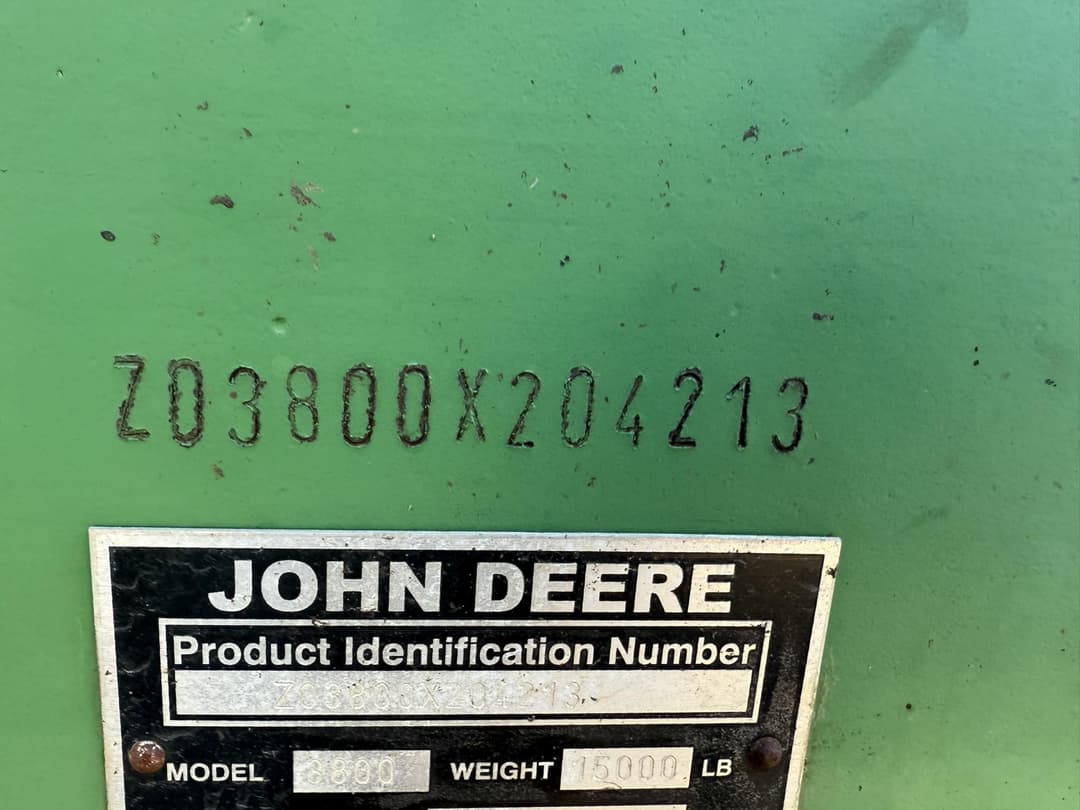 Z03800X204213
JOHN DEERE
Product Identification Number
Z03800X204213
MODEL 3800 WEIGHT 15000 LB